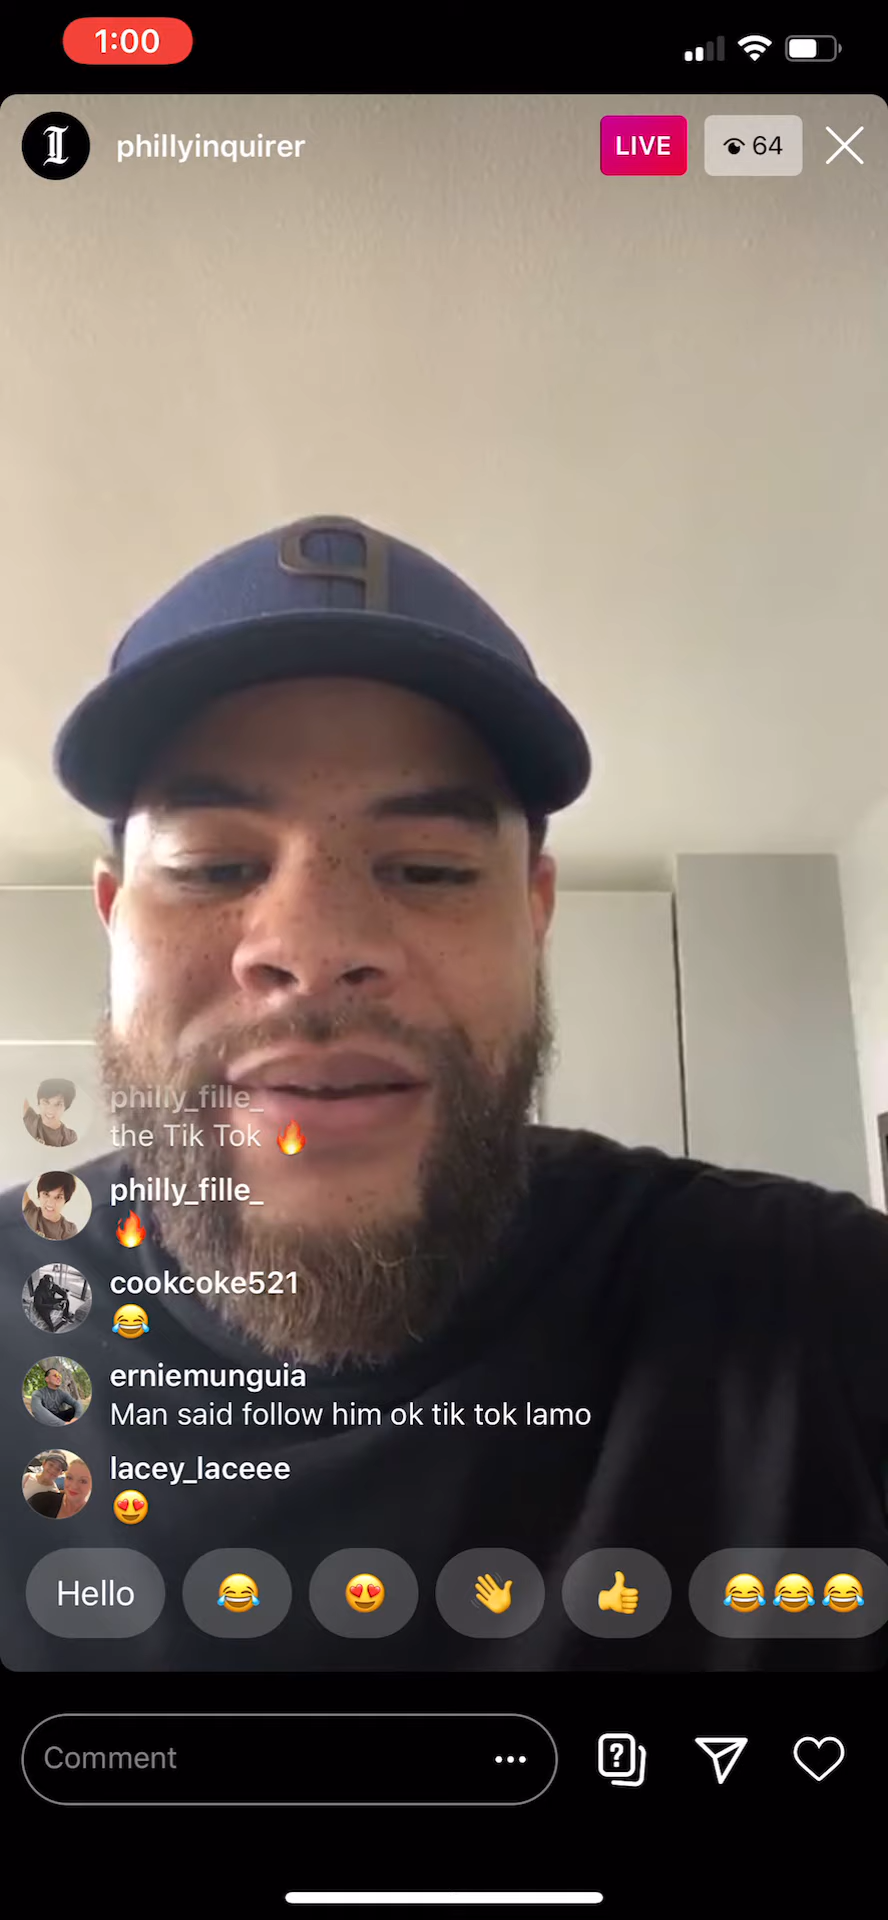 1:00
phillyinquirer
LIVE
64
philly_fille_
the Tik Tok 🔥
philly_fille_
🔥
cookcoke521
😂
erniemunguia
Man said follow him ok tik tok lamo
lacey_laceee
😍
Hello 😂 😍 👋 👍 😂😂😂
Comment